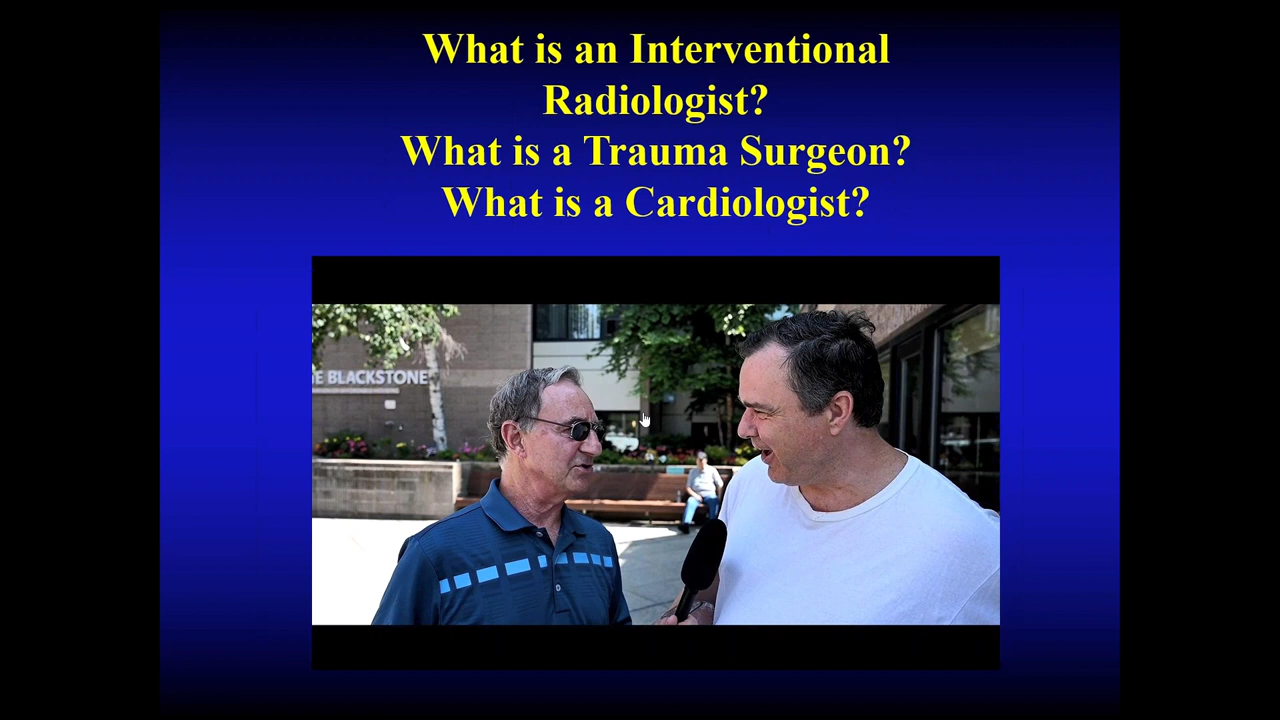 What is an Interventional
Radiologist?
What is a Trauma Surgeon?
What is a Cardiologist?
BLACKSTONE